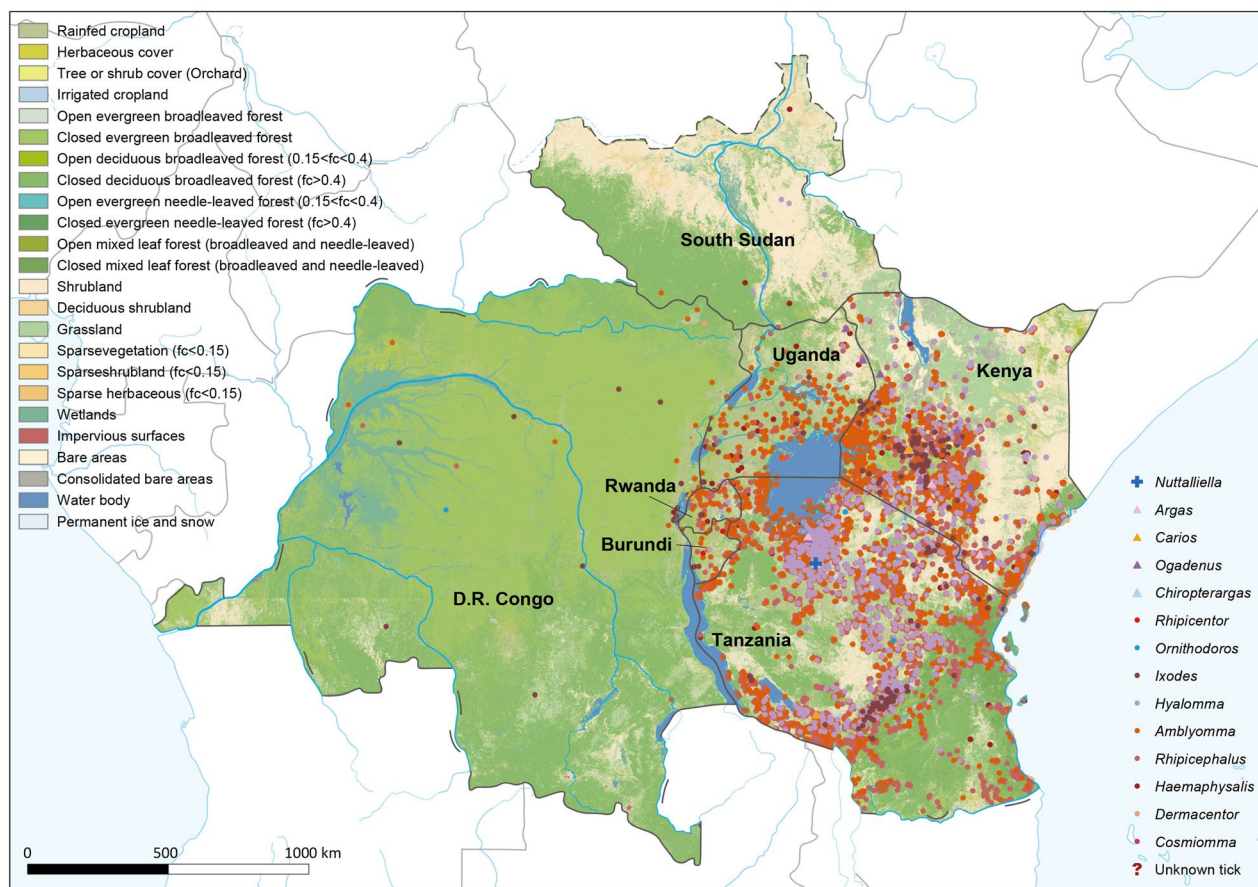 Rainfed cropland
Herbaceous cover
Tree or shrub cover (Orchard)
Irrigated cropland
Open evergreen broadleaved forest
Closed evergreen broadleaved forest
Open deciduous broadleaved forest (0.15<fc<0.4)
Closed deciduous broadleaved forest (fc>0.4)
Open evergreen needle-leaved forest (0.15<fc<0.4)
Closed evergreen needle-leaved forest (fc>0.4)
Open mixed leaf forest (broadleaved and needle-leaved)
Closed mixed leaf forest (broadleaved and needle-leaved)
Shrubland
Deciduous shrubland
Grassland
Sparsevegetation (fc<0.15)
Sparseshrubland (fc<0.15)
Sparse herbaceous (fc<0.15)
Wetlands
Impervious surfaces
Bare areas
Consolidated bare areas
Water body
Permanent ice and snow
South Sudan
Uganda
Kenya
Rwanda
Burundi
D.R. Congo
Tanzania
Nuttalliella
Argas
Carios
Ogadenus
Chiropterargas
Rhipicentor
Ornithodoros
Ixodes
Hyalomma
Amblyomma
Rhipicephalus
Haemaphysalis
Dermacentor
Cosmiomma
? Unknown tick
0 500 1000 km